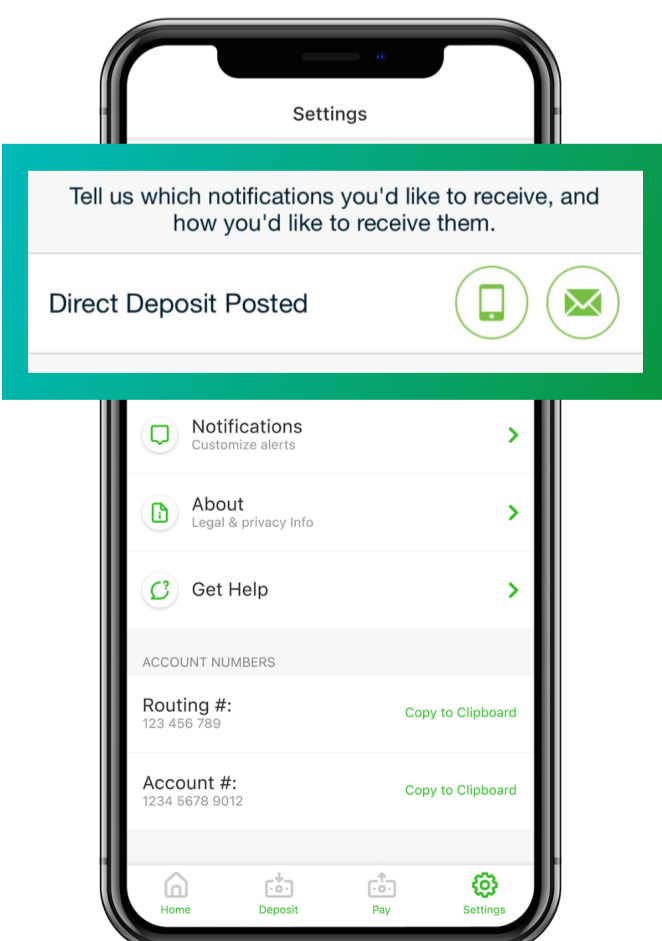 Settings
Tell us which notifications you'd like to receive, and
how you'd like to receive them.
Direct Deposit Posted
Notifications
Customize alerts
About
Legal & privacy Info
Get Help
ACCOUNT NUMBERS
Routing #:
123 456 789
Copy to Clipboard
Account #:
1234 5678 9012
Copy to Clipboard
Home
Deposit
Pay
Settings